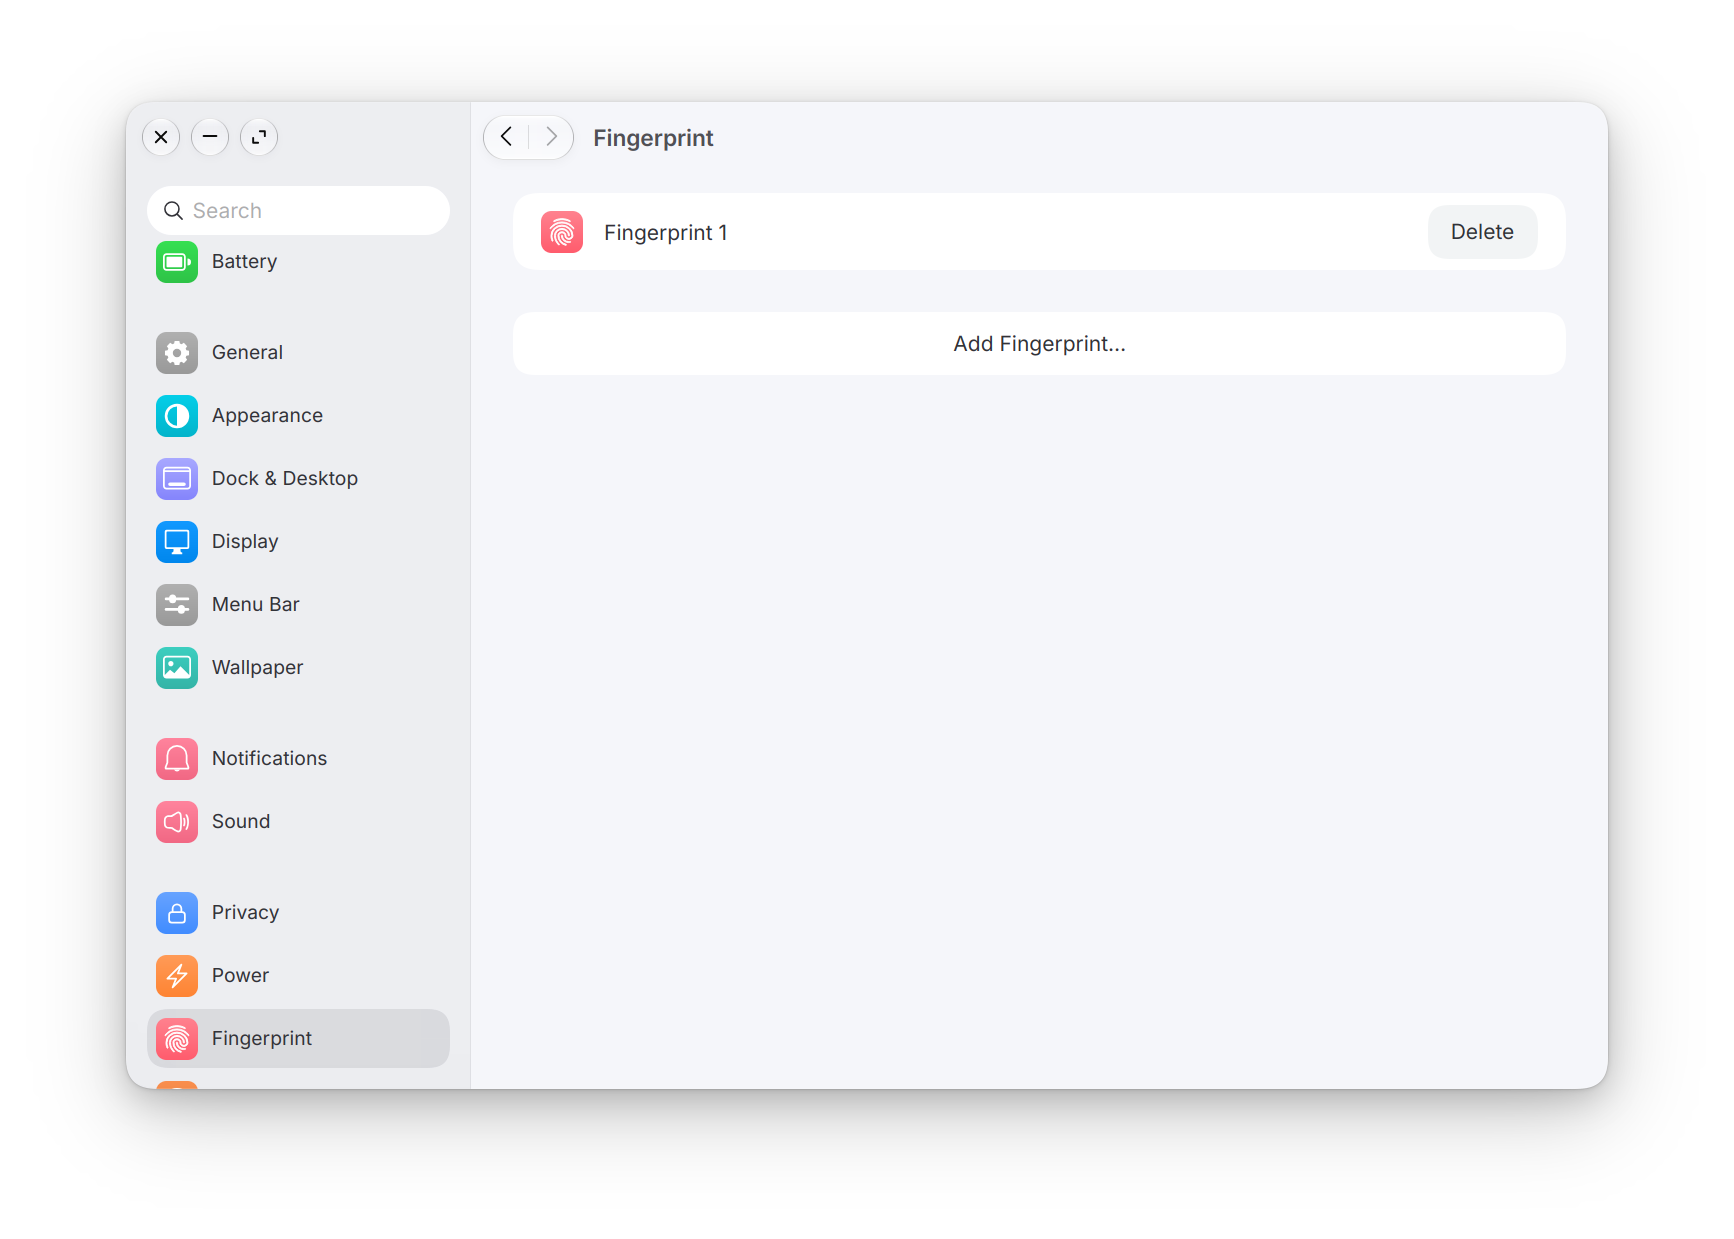 Fingerprint
Search
Battery
General
Appearance
Dock & Desktop
Display
Menu Bar
Wallpaper
Notifications
Sound
Privacy
Power
Fingerprint
Fingerprint 1
Delete
Add Fingerprint...